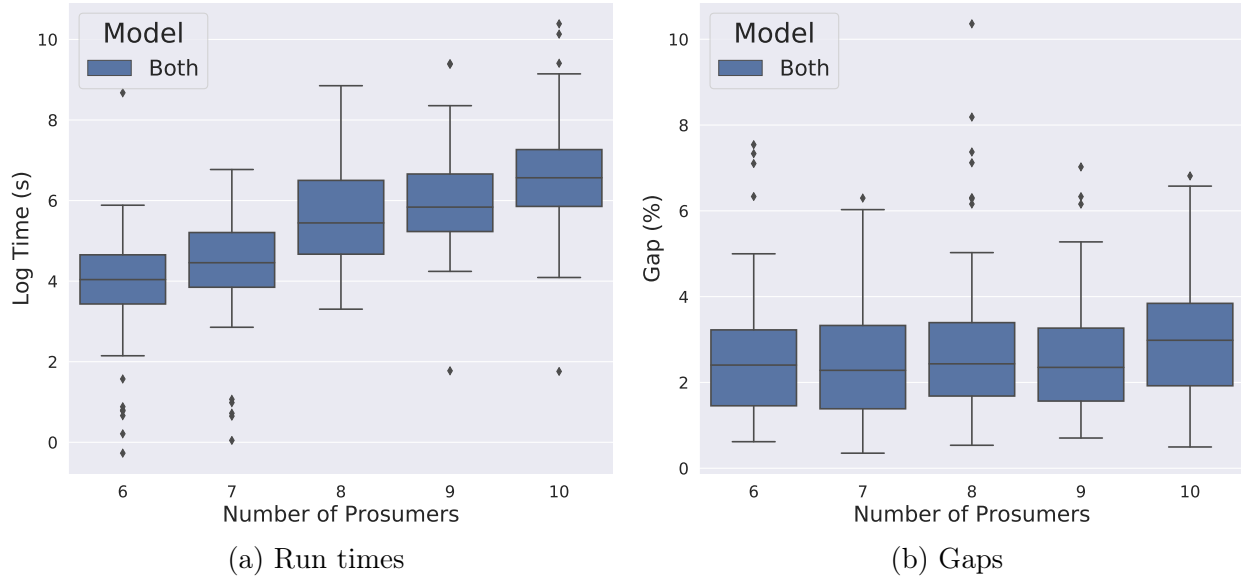 Model
Both
10
8
6
4
2
0
Log Time (s)
6 7 8 9 10
Number of Prosumers
(a) Run times
Model
Both
10
8
6
4
2
0
Gap (%)
6 7 8 9 10
Number of Prosumers
(b) Gaps